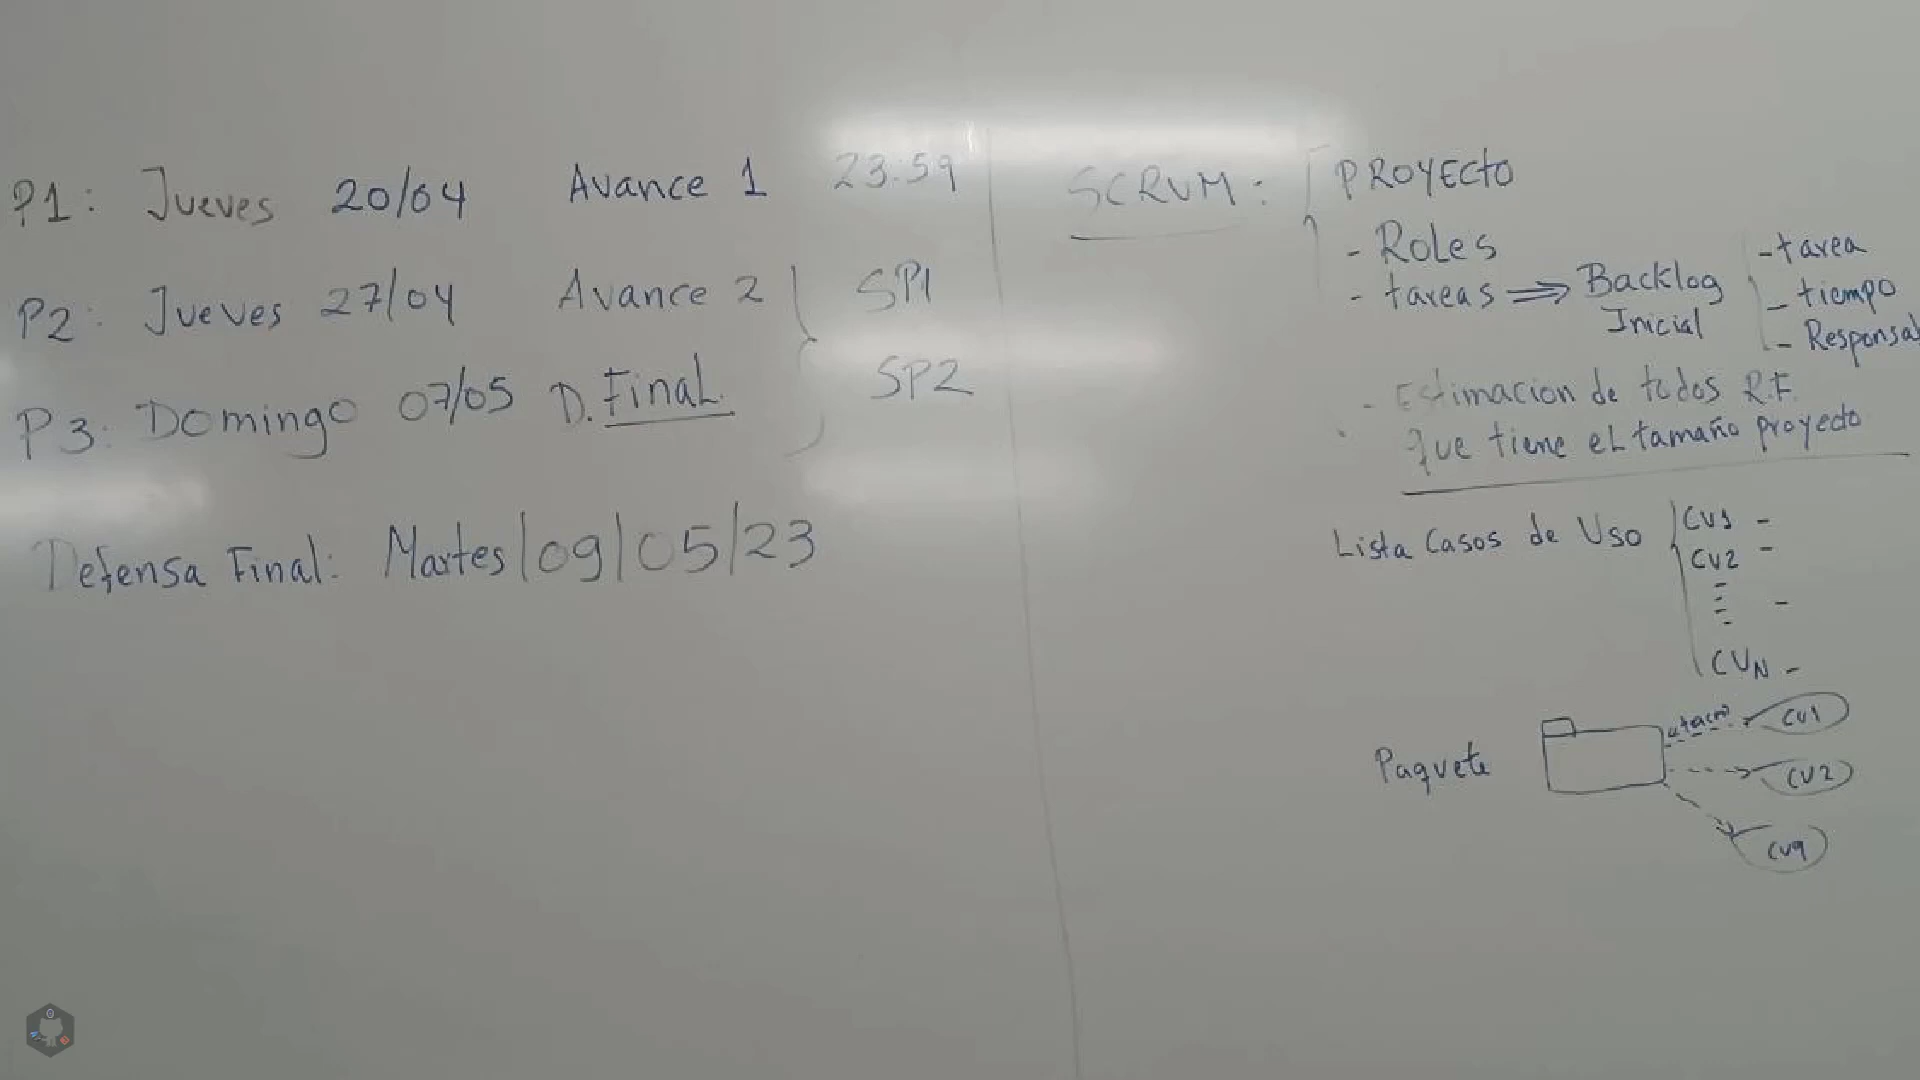 P1: Jueves 20/04 Avance 1 23:59
P2: Jueves 27/04 Avance 2 SP1
P3: Domingo 07/05 D. Final. SP2
Defensa Final: Martes/09/05/23
SCRUM: PROYECTO
- Roles
- tareas ⇒ Backlog Inicial
- tarea
- tiempo
- Responsab
- Estimacion de todos R.F.
que tiene el tamaño proyecto
Lista Casos de Uso
CU1 -
CU2 -
CUN -
Paquete
CU1
CU2
CU9